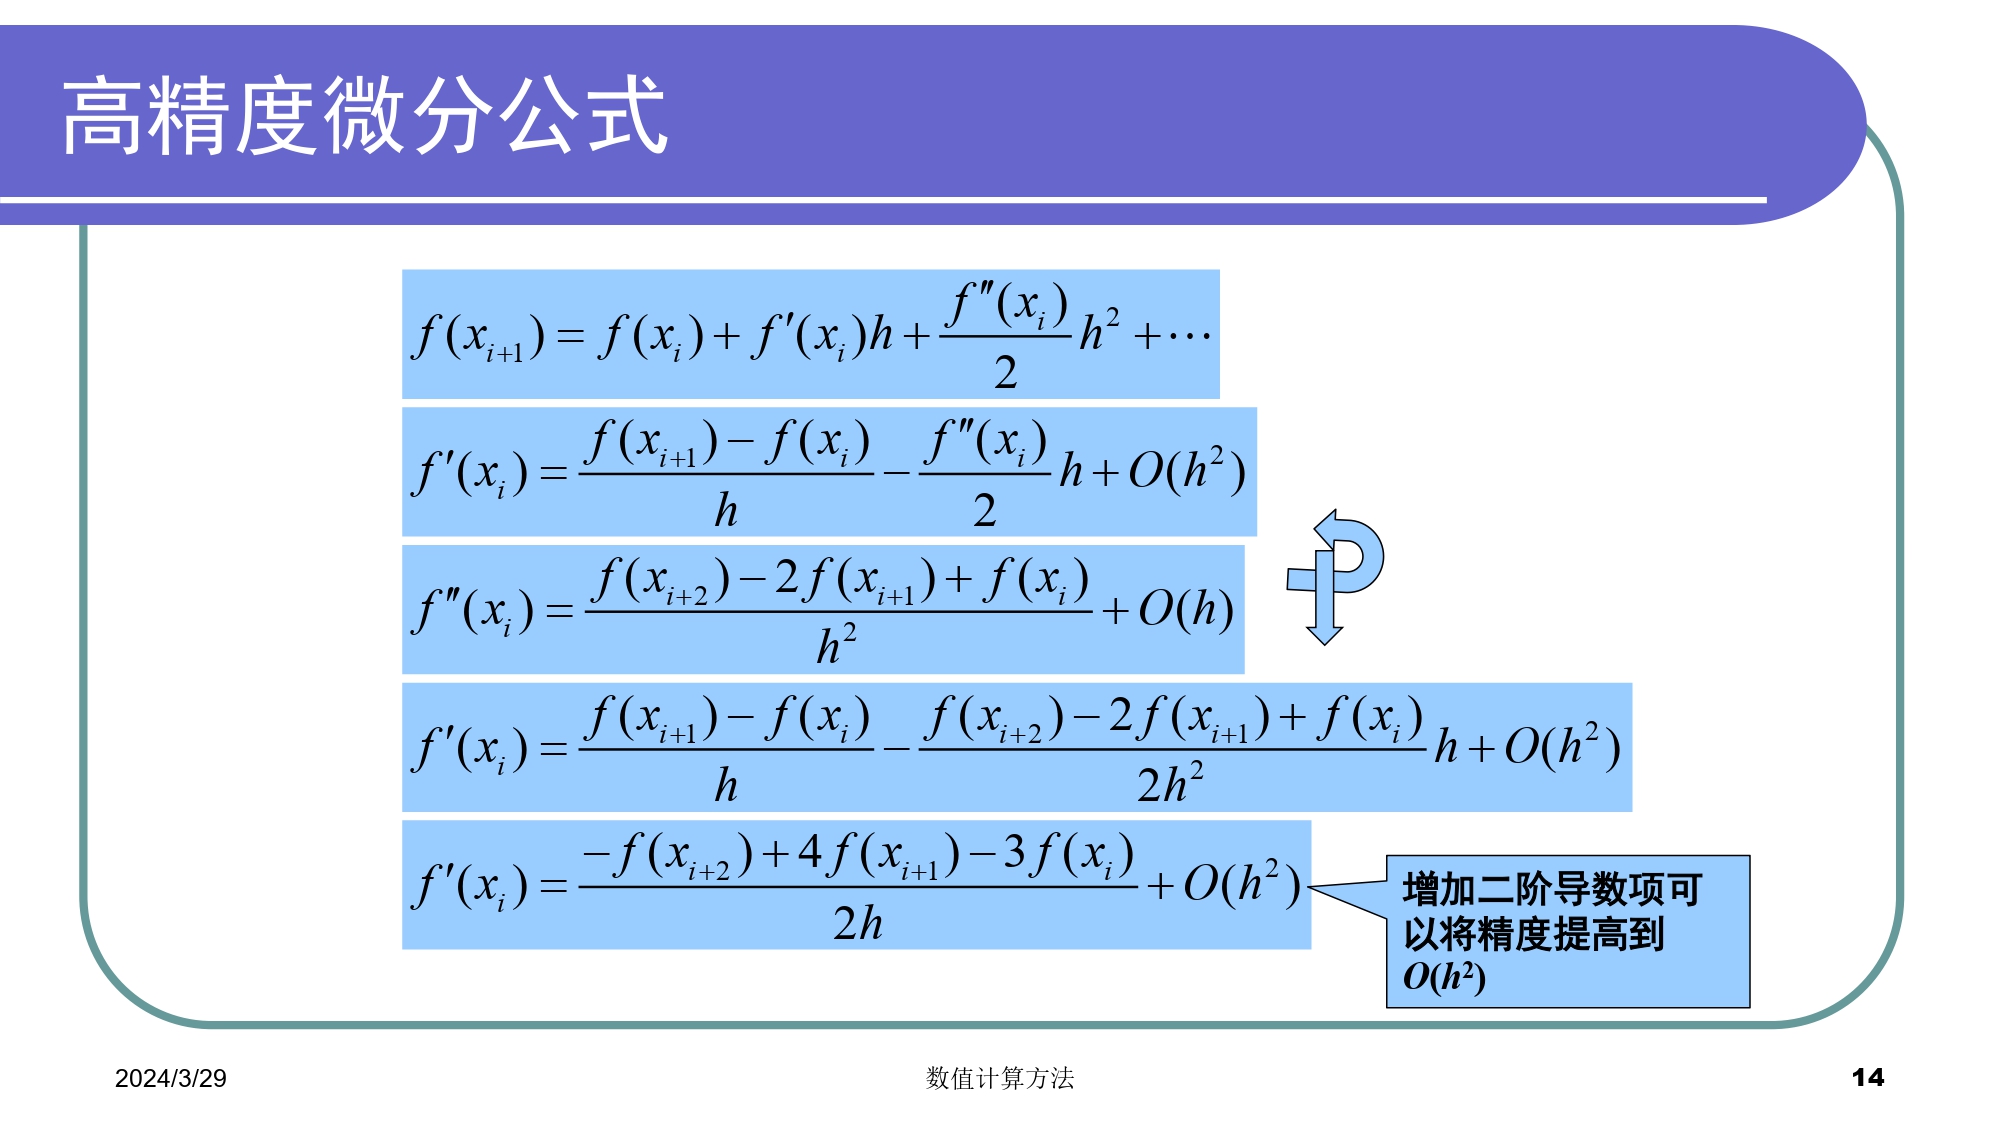 高精度微分公式
f(x_{i+1}) = f(x_i) + f′(x_i)h + \frac{f″(x_i)}{2}h^2 + ⋯
f′(x_i) = \frac{f(x_{i+1}) − f(x_i)}{h} − \frac{f″(x_i)}{2}h + O(h^2)
f″(x_i) = \frac{f(x_{i+2}) − 2f(x_{i+1}) + f(x_i)}{h^2} + O(h)
f′(x_i) = \frac{f(x_{i+1}) − f(x_i)}{h} − \frac{f(x_{i+2}) − 2f(x_{i+1}) + f(x_i)}{2h^2}h + O(h^2)
f′(x_i) = \frac{−f(x_{i+2}) + 4f(x_{i+1}) − 3f(x_i)}{2h} + O(h^2)
增加二阶导数项可
以将精度提高到
O(h²)
2024/3/29
数值计算方法
14